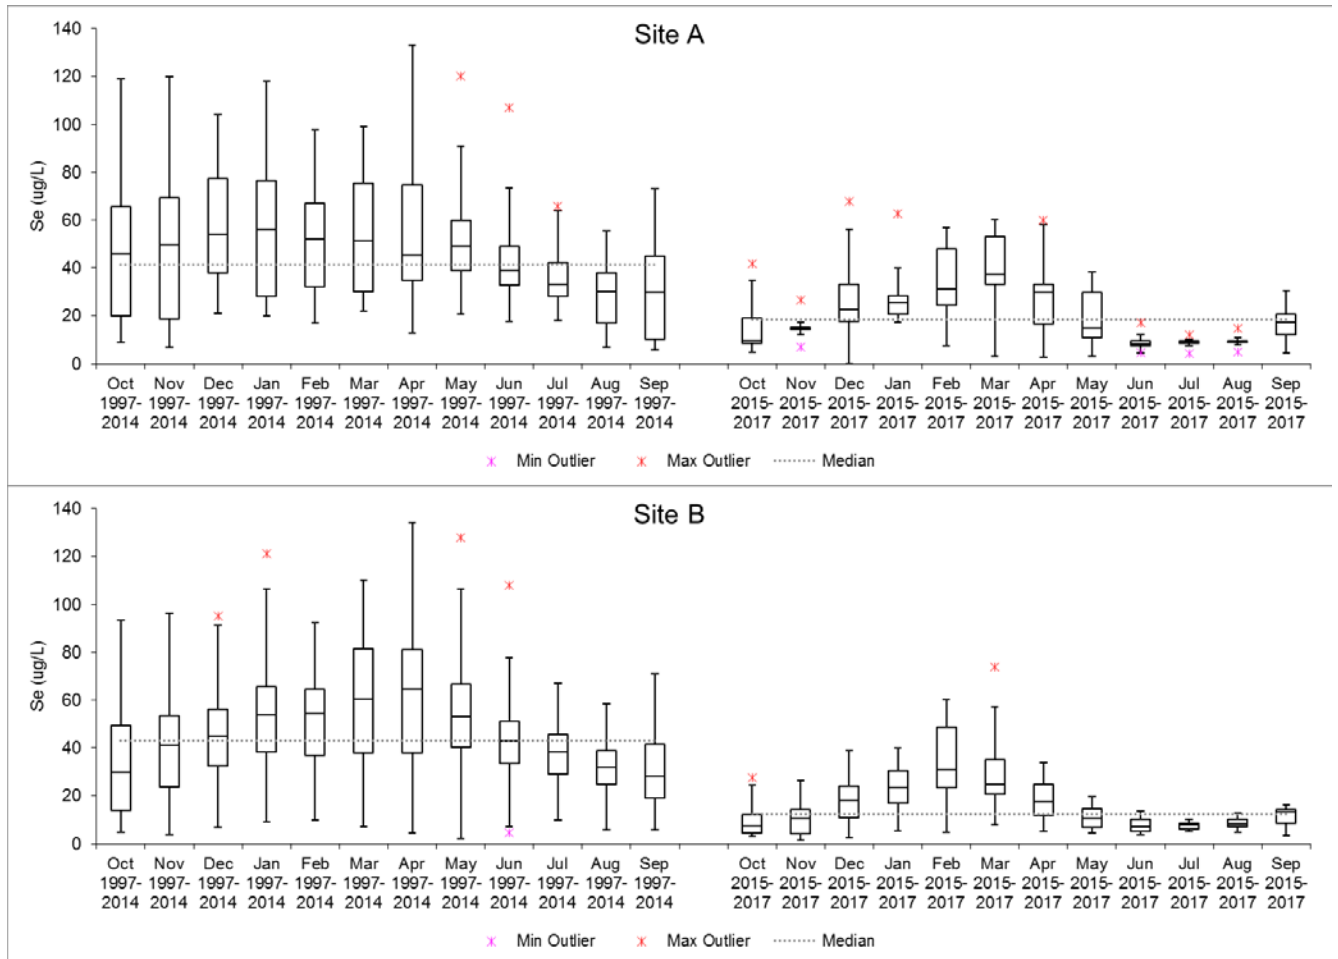 Site A
Se (ug/L)
140
120
100
80
60
40
20
0
Oct Nov Dec Jan Feb Mar Apr May Jun Jul Aug Sep Oct Nov Dec Jan Feb Mar Apr May Jun Jul Aug Sep
1997- 1997- 1997- 1997- 1997- 1997- 1997- 1997- 1997- 1997- 1997- 1997- 2015- 2015- 2015- 2015- 2015- 2015- 2015- 2015- 2015- 2015- 2015- 2015-
2014 2014 2014 2014 2014 2014 2014 2014 2014 2014 2014 2014 2017 2017 2017 2017 2017 2017 2017 2017 2017 2017 2017 2017
Min Outlier Max Outlier Median
Site B
Se (ug/L)
140
120
100
80
60
40
20
0
Oct Nov Dec Jan Feb Mar Apr May Jun Jul Aug Sep Oct Nov Dec Jan Feb Mar Apr May Jun Jul Aug Sep
1997- 1997- 1997- 1997- 1997- 1997- 1997- 1997- 1997- 1997- 1997- 1997- 2015- 2015- 2015- 2015- 2015- 2015- 2015- 2015- 2015- 2015- 2015- 2015-
2014 2014 2014 2014 2014 2014 2014 2014 2014 2014 2014 2014 2017 2017 2017 2017 2017 2017 2017 2017 2017 2017 2017 2017
Min Outlier Max Outlier Median